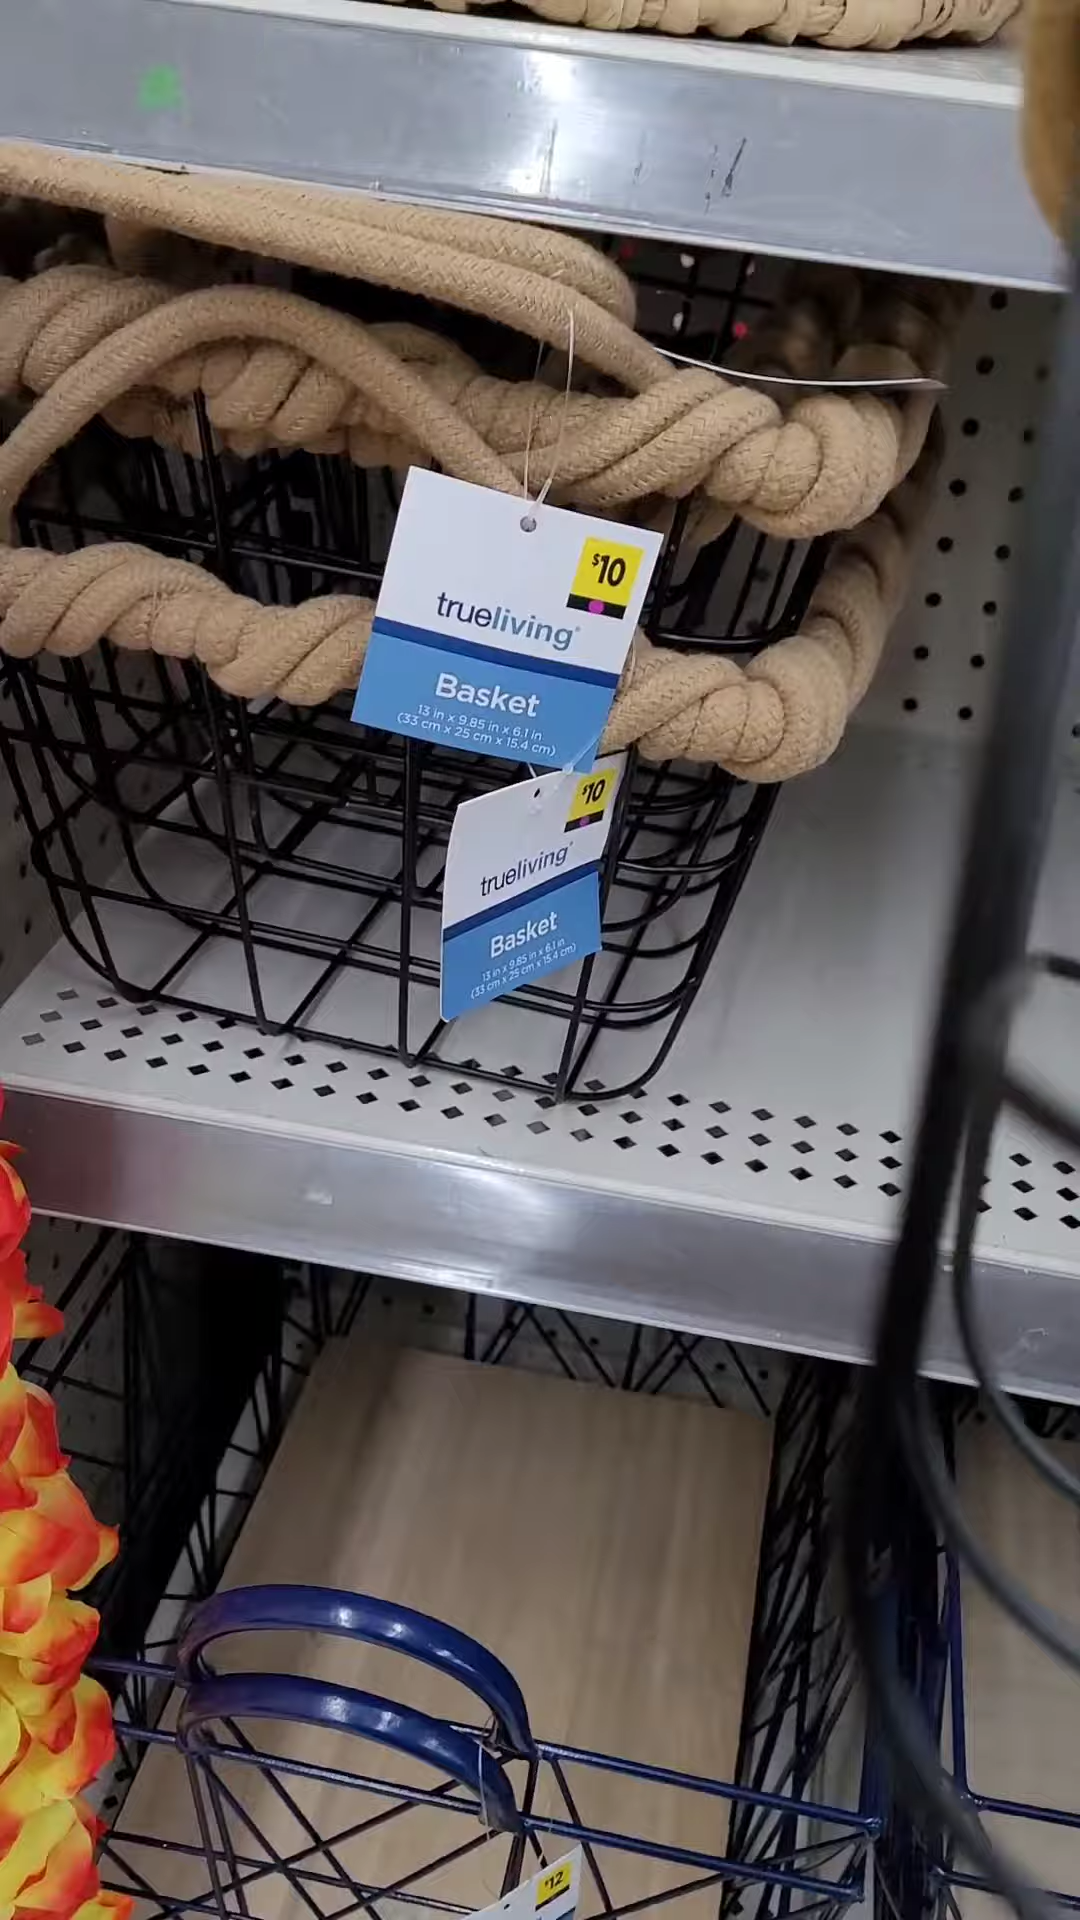 $10
trueliving®
Basket
13 in x 9.85 in x 6.1 in
(33 cm x 25 cm x 15.4 cm)
$10
trueliving®
Basket
13 in x 9.85 in x 6.1 in
(33 cm x 25 cm x 15.4 cm)
$12